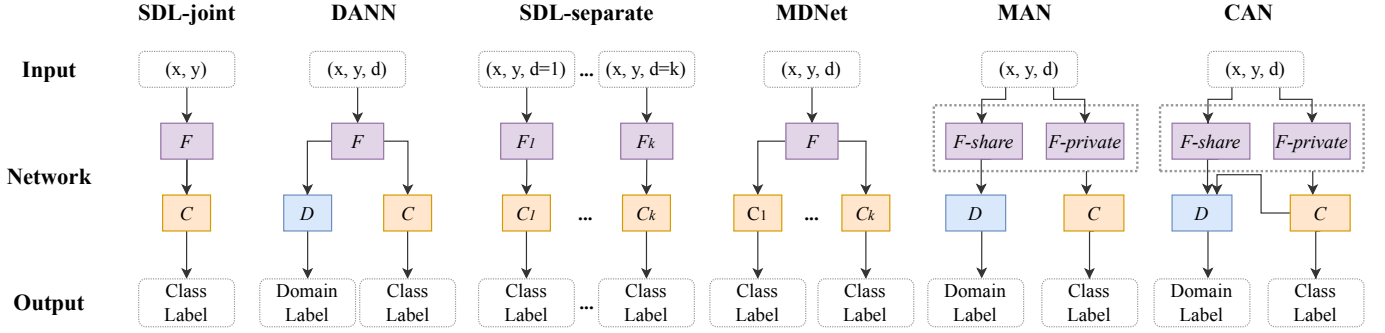 SDL-joint DANN SDL-separate MDNet MAN CAN
Input (x, y) (x, y, d) (x, y, d=1) ... (x, y, d=k) (x, y, d) (x, y, d) (x, y, d)
F F F1 Fk F F-share F-private F-share F-private
Network
C D C C1 ... Ck C1 ... Ck D C D C
Class Domain Class Class Class Class Class Domain Class Domain Class
Output ...
Label Label Label Label Label Label Label Label Label Label Label